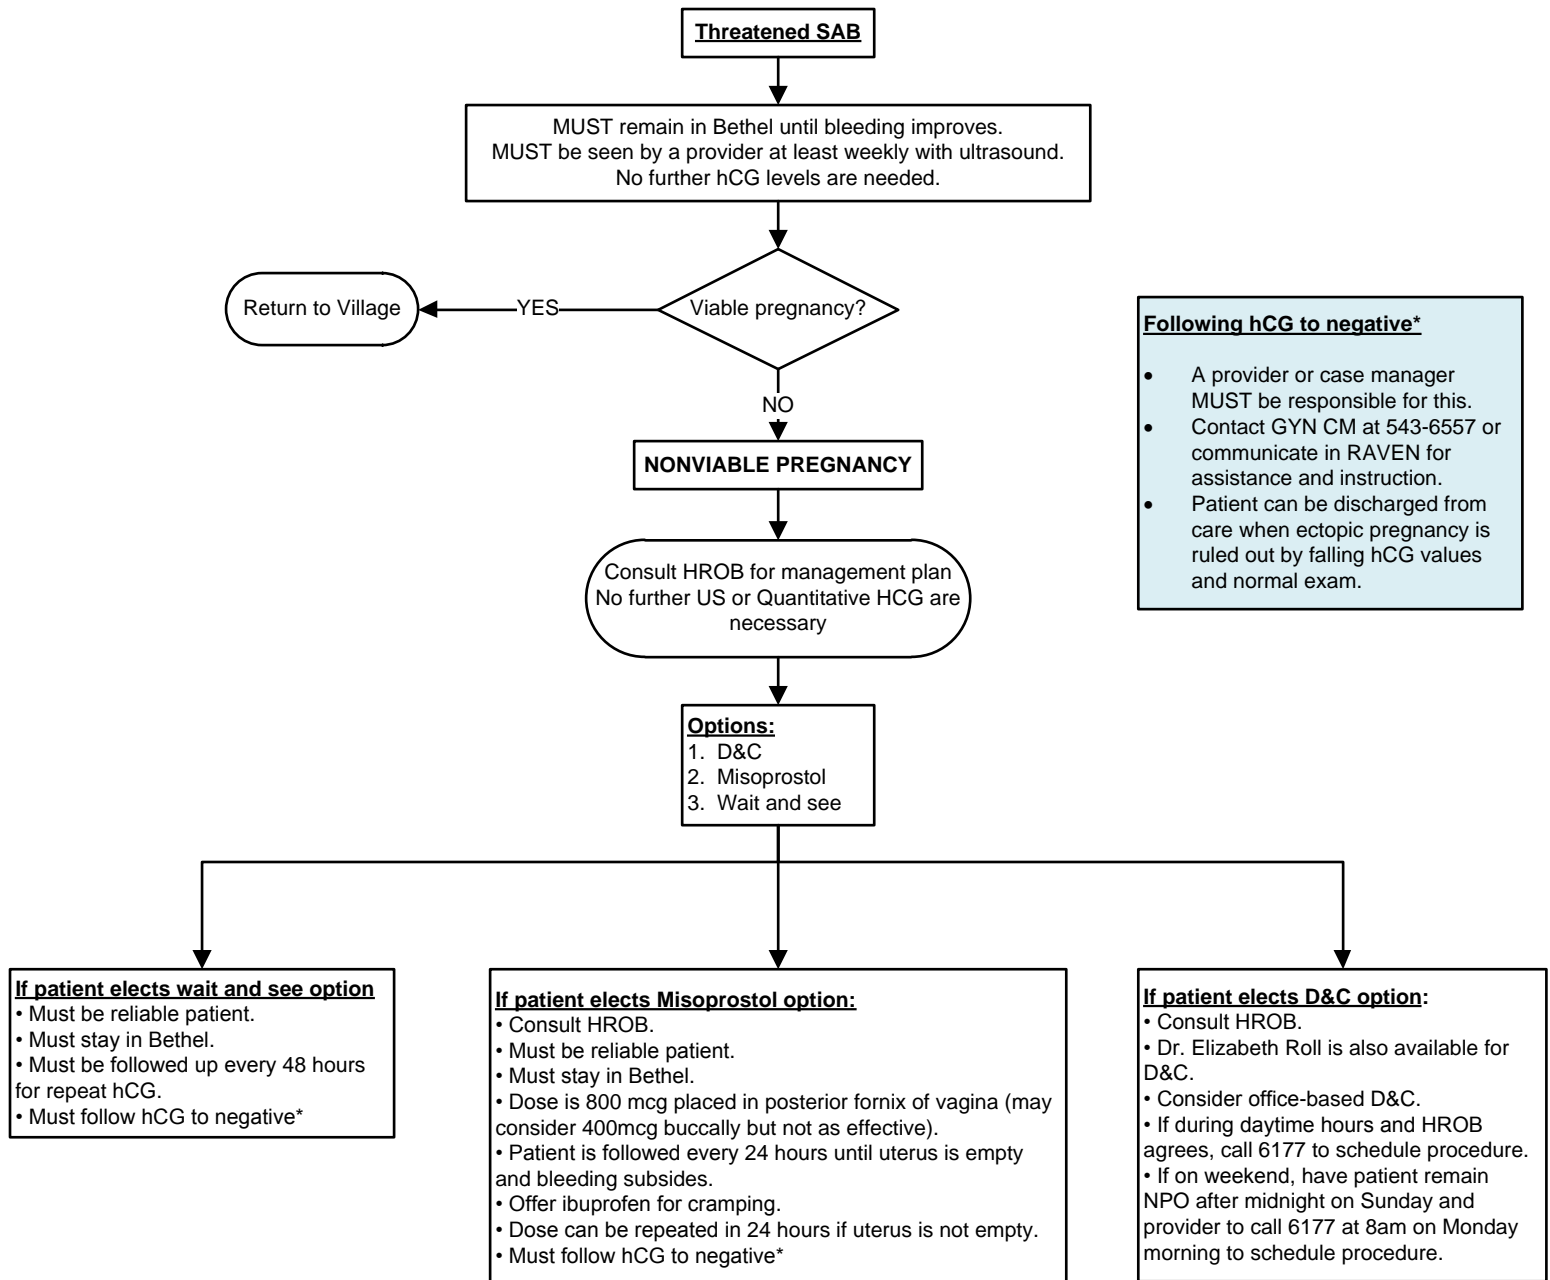 Threatened SAB
MUST remain in Bethel until bleeding improves.
MUST be seen by a provider at least weekly with ultrasound.
No further hCG levels are needed.
Return to Village
YES
Viable pregnancy?
NO
NONVIABLE PREGNANCY
Consult HROB for management plan
No further US or Quantitative HCG are
necessary
Options:
1. D&C
2. Misoprostol
3. Wait and see
Following hCG to negative*
• A provider or case manager
MUST be responsible for this.
• Contact GYN CM at 543-6557 or
communicate in RAVEN for
assistance and instruction.
• Patient can be discharged from
care when ectopic pregnancy is
ruled out by falling hCG values
and normal exam.
If patient elects wait and see option
• Must be reliable patient.
• Must stay in Bethel.
• Must be followed up every 48 hours
for repeat hCG.
• Must follow hCG to negative*
If patient elects Misoprostol option:
• Consult HROB.
• Must be reliable patient.
• Must stay in Bethel.
• Dose is 800 mcg placed in posterior fornix of vagina (may
consider 400mcg buccally but not as effective).
• Patient is followed every 24 hours until uterus is empty
and bleeding subsides.
• Offer ibuprofen for cramping.
• Dose can be repeated in 24 hours if uterus is not empty.
• Must follow hCG to negative*
If patient elects D&C option:
• Consult HROB.
• Dr. Elizabeth Roll is also available for
D&C.
• Consider office-based D&C.
• If during daytime hours and HROB
agrees, call 6177 to schedule procedure.
• If on weekend, have patient remain
NPO after midnight on Sunday and
provider to call 6177 at 8am on Monday
morning to schedule procedure.